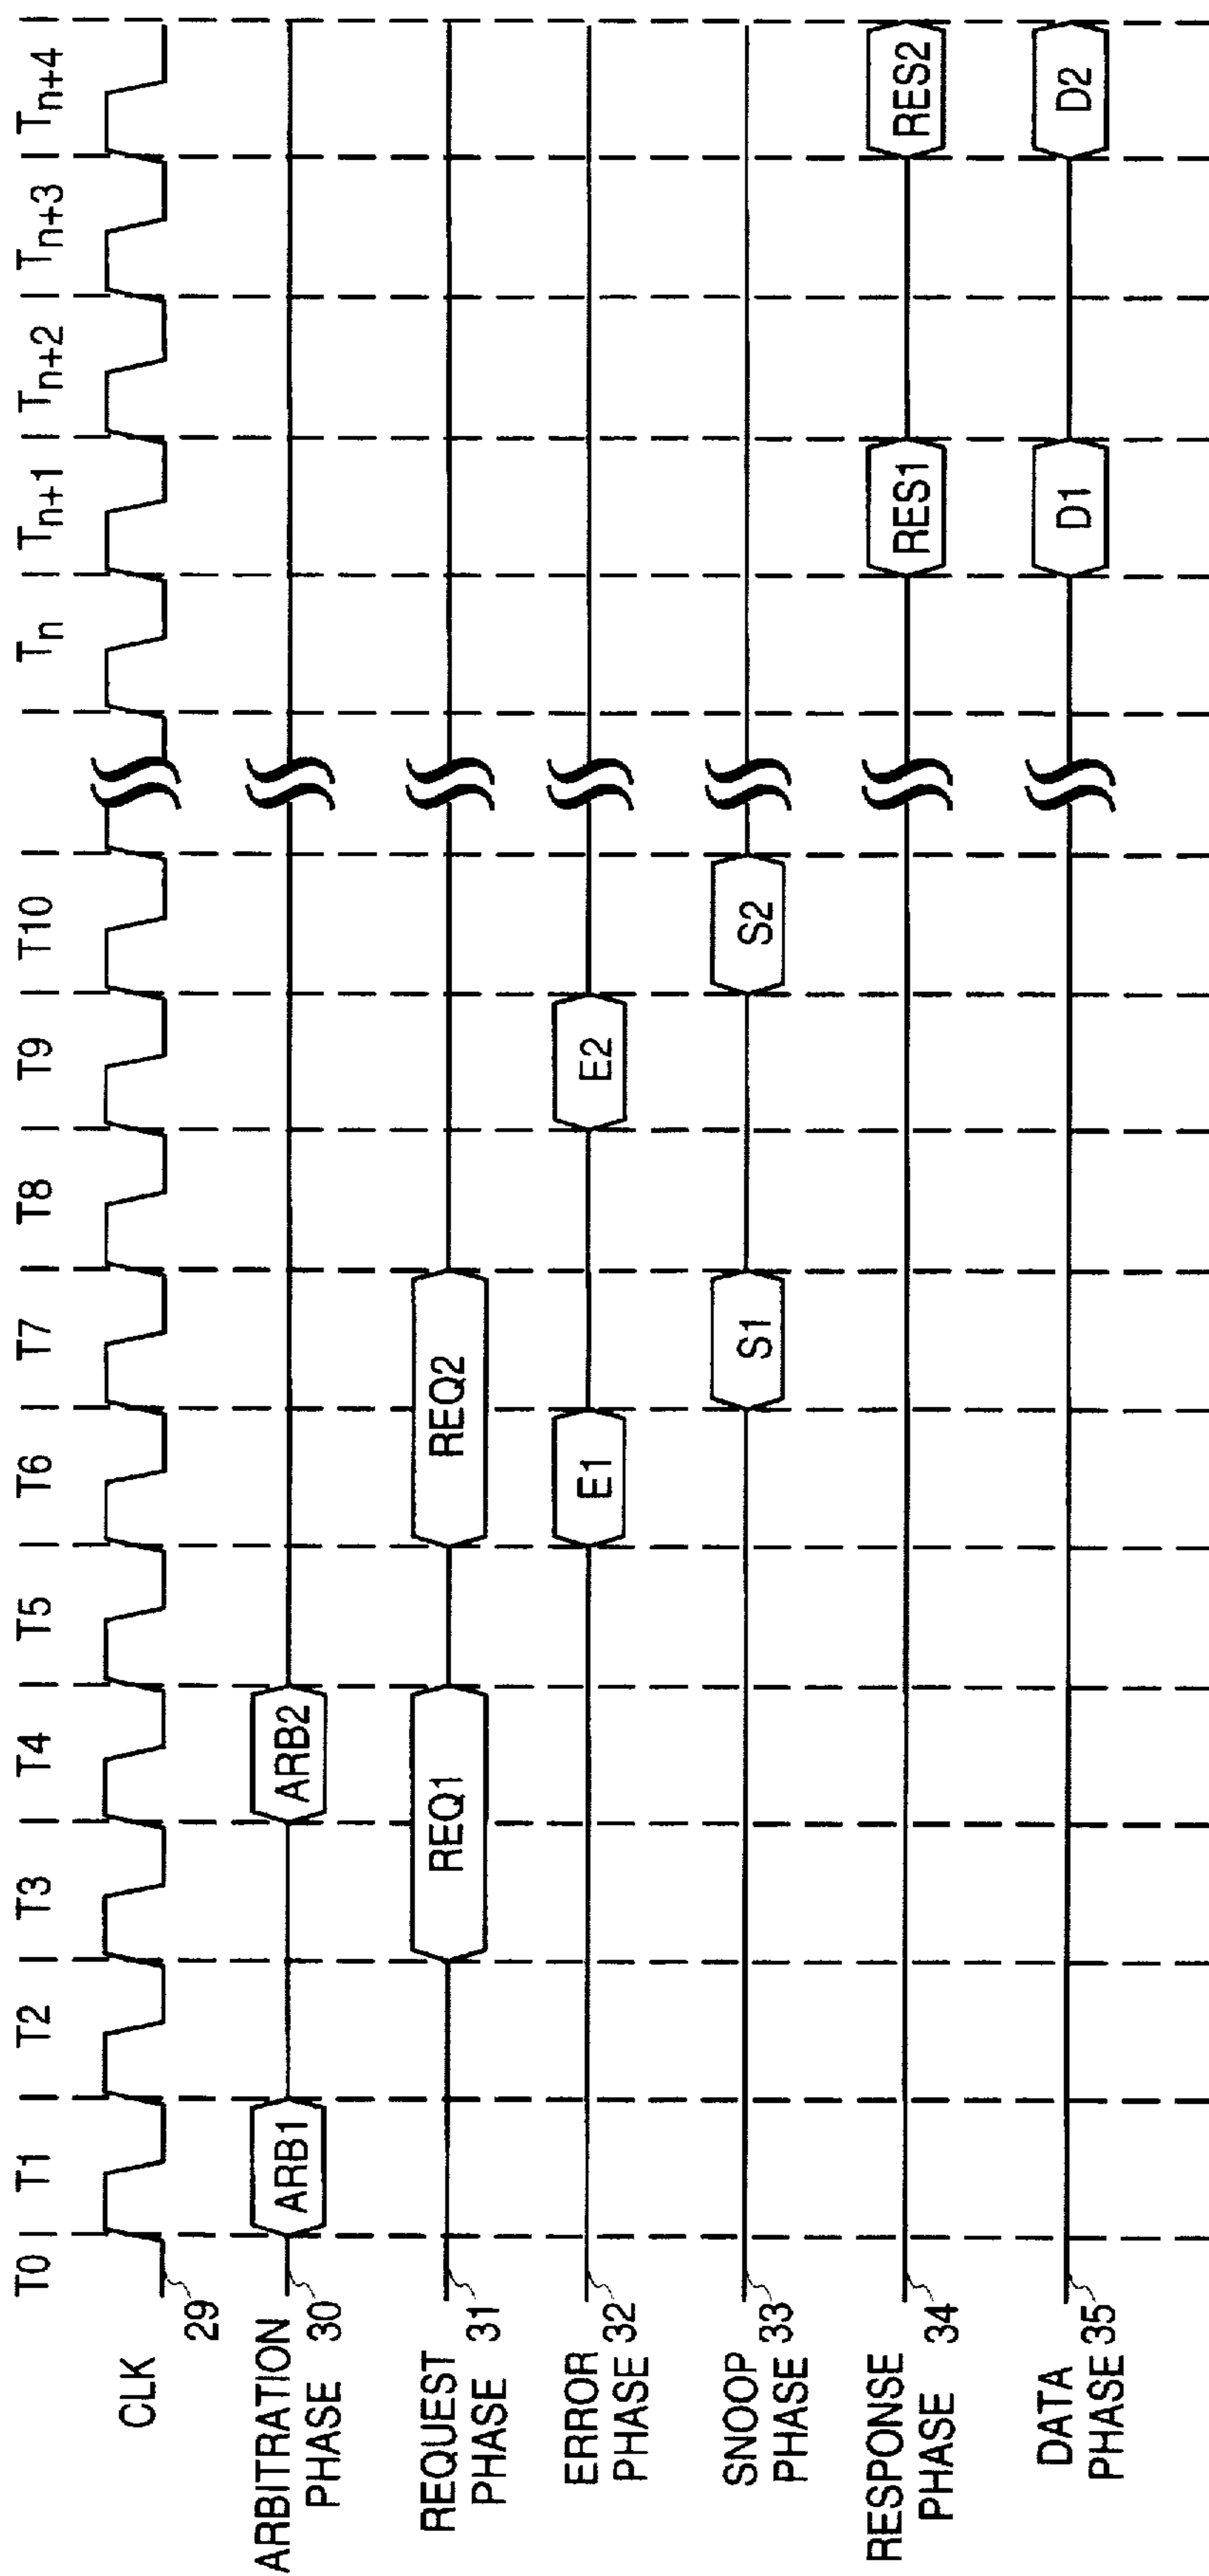 T0 T1 T2 T3 T4 T5 T6 T7 T8 T9 T10 Tn Tn+1 Tn+2 Tn+3 Tn+4
CLK
29
ARBITRATION
PHASE 30
ARB1 ARB2
REQUEST
PHASE 31
REQ1 REQ2
ERROR
PHASE 32
E1 E2
SNOOP
PHASE 33
S1 S2
RESPONSE
PHASE 34
RES1 RES2
DATA
PHASE 35
D1 D2